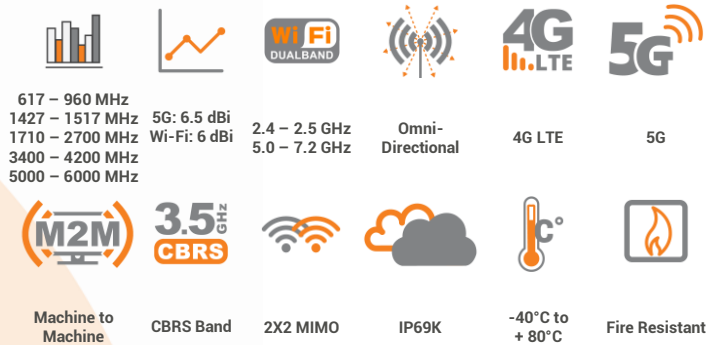 Wi Fi
DUALBAND
4G
LTE
5G
617 – 960 MHz
1427 – 1517 MHz
1710 – 2700 MHz
3400 – 4200 MHz
5000 – 6000 MHz
5G: 6.5 dBi
Wi-Fi: 6 dBi
2.4 – 2.5 GHz
5.0 – 7.2 GHz
Omni-
Directional
4G LTE
5G
M2M
3.5 GHz
CBRS
C°
Machine to
Machine
CBRS Band
2X2 MIMO
IP69K
-40°C to
+ 80°C
Fire Resistant